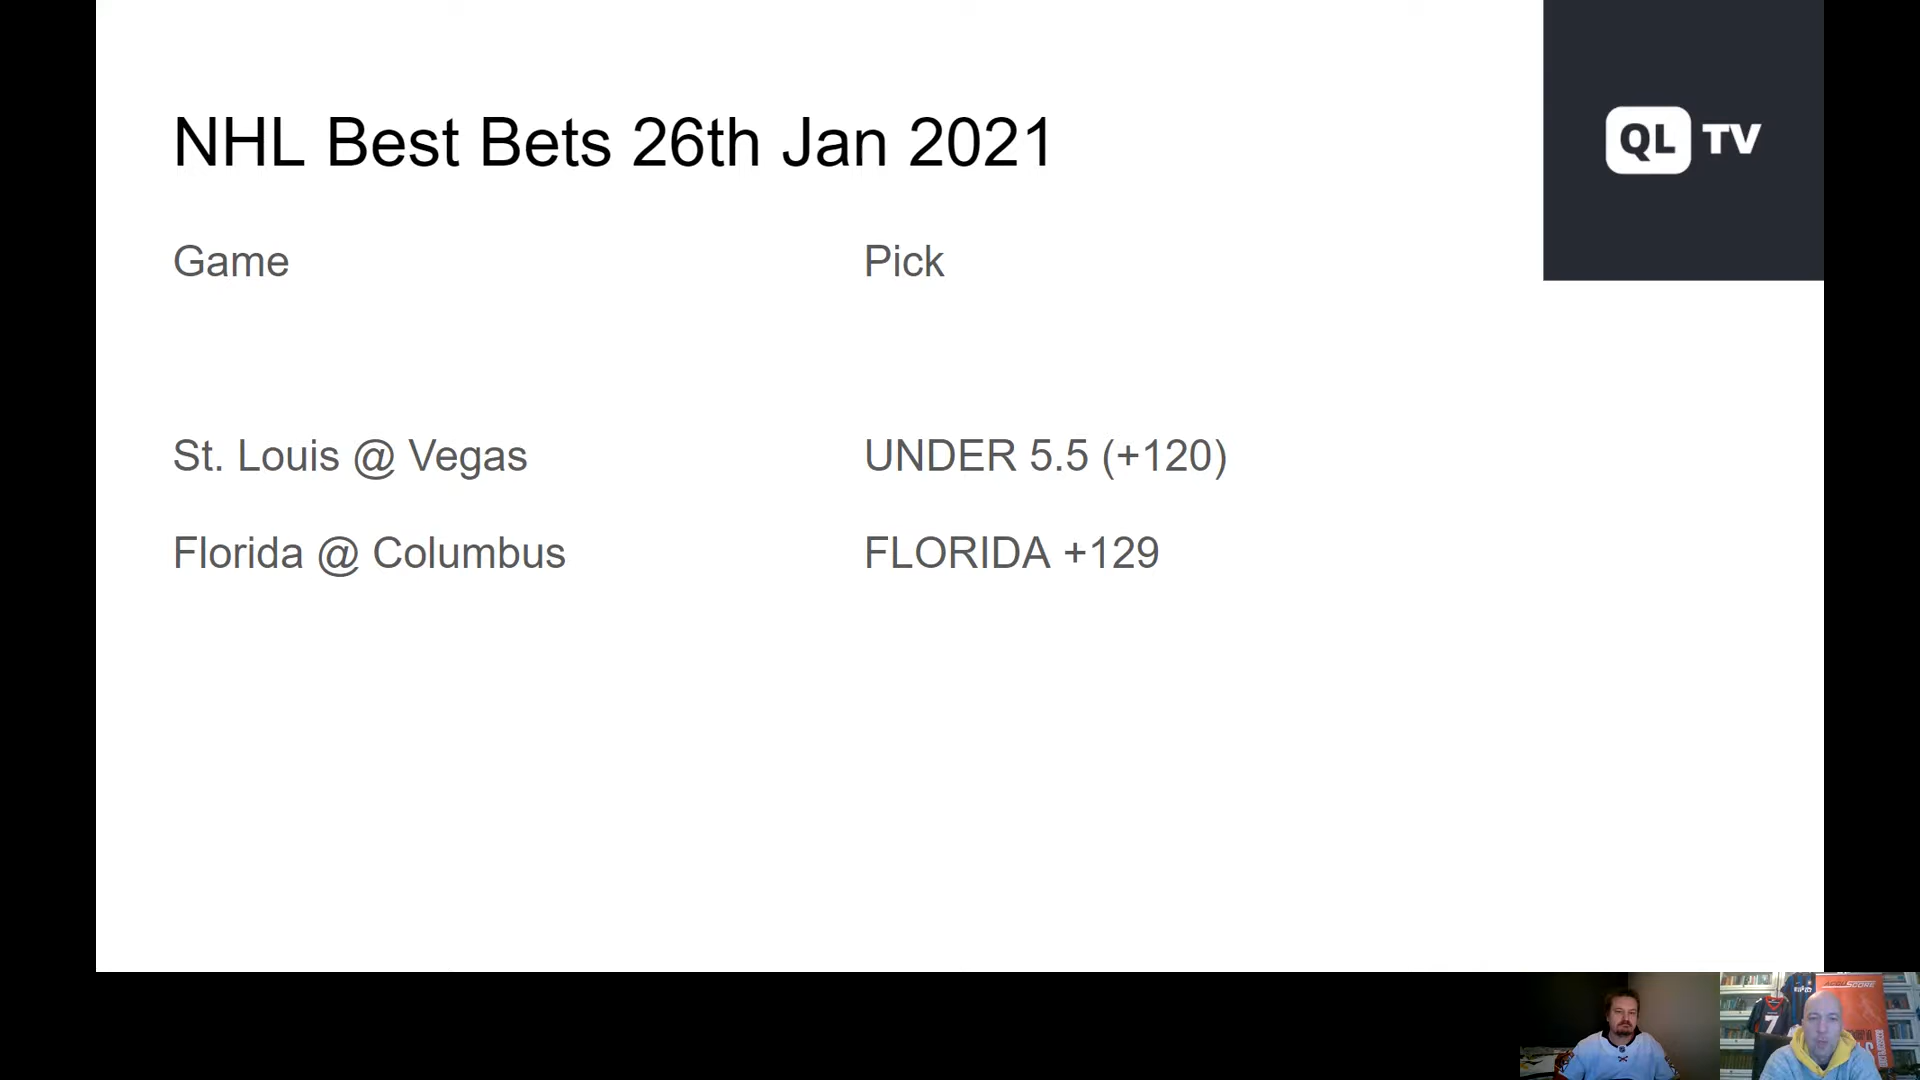 NHL Best Bets 26th Jan 2021
QL TV
Game Pick
St. Louis @ Vegas UNDER 5.5 (+120)
Florida @ Columbus FLORIDA +129
7